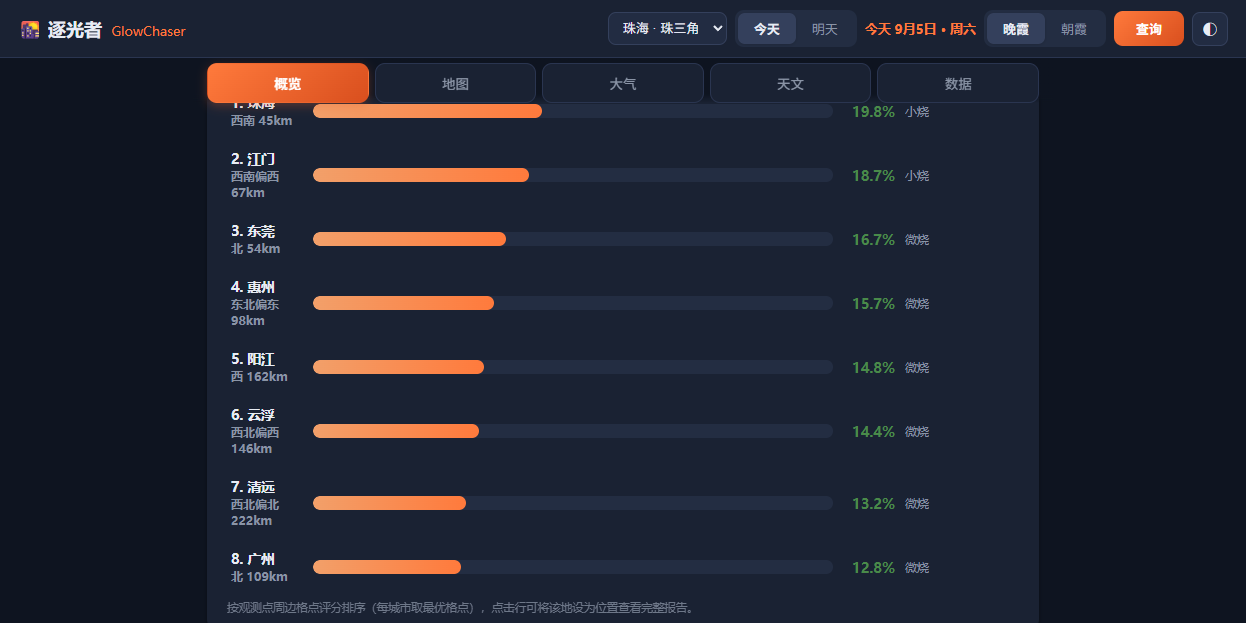 逐光者 GlowChaser
珠海 · 珠三角
今天
明天
今天 9月5日 • 周六
晚霞
朝霞
查询
概览
地图
大气
天文
数据
1. 珠海
西南 45km
19.8% 小烧
2. 江门
西南偏西
67km
18.7% 小烧
3. 东莞
北 54km
16.7% 微烧
4. 惠州
东北偏东
98km
15.7% 微烧
5. 阳江
西 162km
14.8% 微烧
6. 云浮
西北偏西
146km
14.4% 微烧
7. 清远
西北偏北
222km
13.2% 微烧
8. 广州
北 109km
12.8% 微烧
按观测点周边格点评分排序（每城市取最优格点），点击行可将该地设为位置查看完整报告。